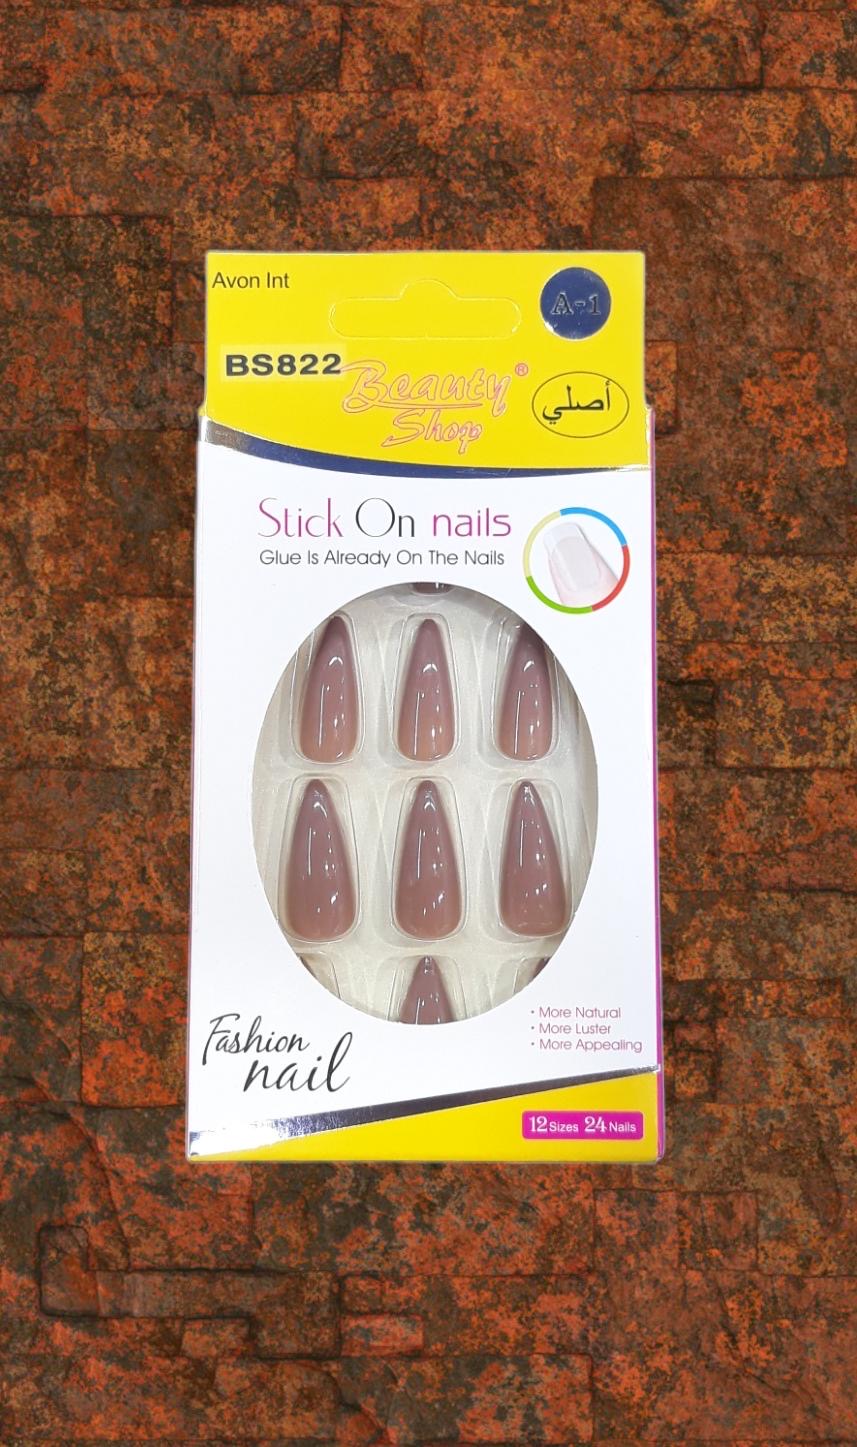 Avon Int
A-1
BS822
Beauty®
Shop
أصلي
Stick On nails
Glue Is Already On The Nails
• More Natural
• More Luster
• More Appealing
Fashion
nail
12 Sizes 24 Nails